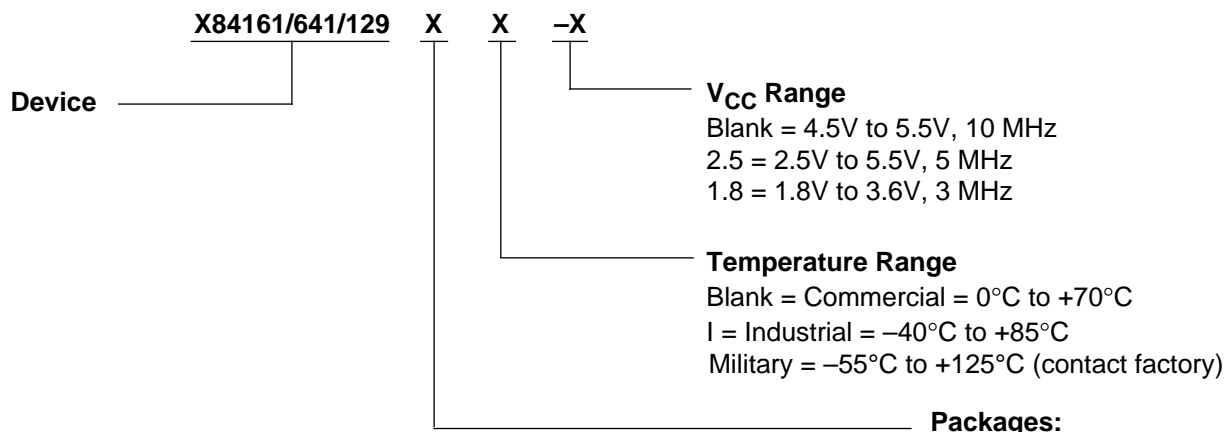 X84161/641/129 X X –X
Device
VCC Range
Blank = 4.5V to 5.5V, 10 MHz
2.5 = 2.5V to 5.5V, 5 MHz
1.8 = 1.8V to 3.6V, 3 MHz
Temperature Range
Blank = Commercial = 0°C to +70°C
I = Industrial = –40°C to +85°C
Military = –55°C to +125°C (contact factory)
Packages: